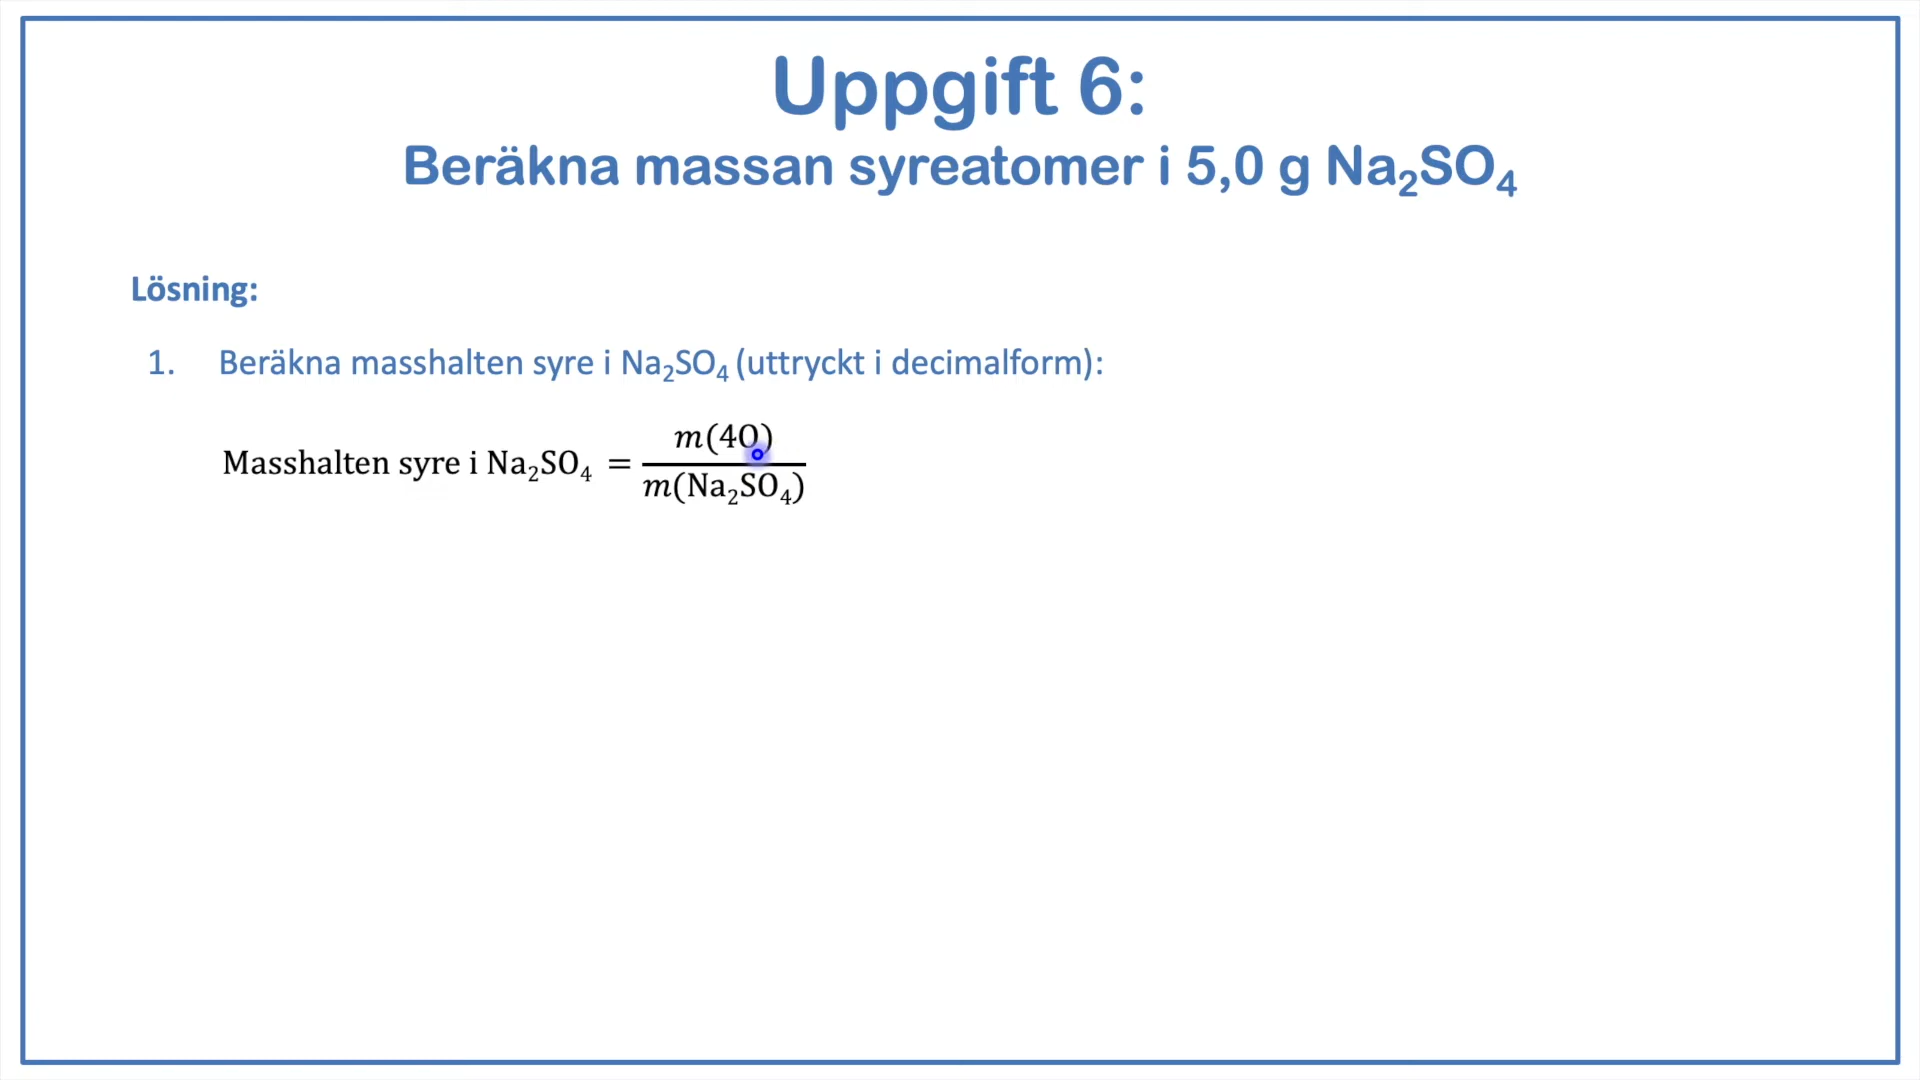 Uppgift 6:
Beräkna massan syreatomer i 5,0 g Na₂SO₄
Lösning:
1. Beräkna masshalten syre i Na₂SO₄ (uttryckt i decimalform):
m(4O)
Masshalten syre i Na₂SO₄ =
m(Na₂SO₄)